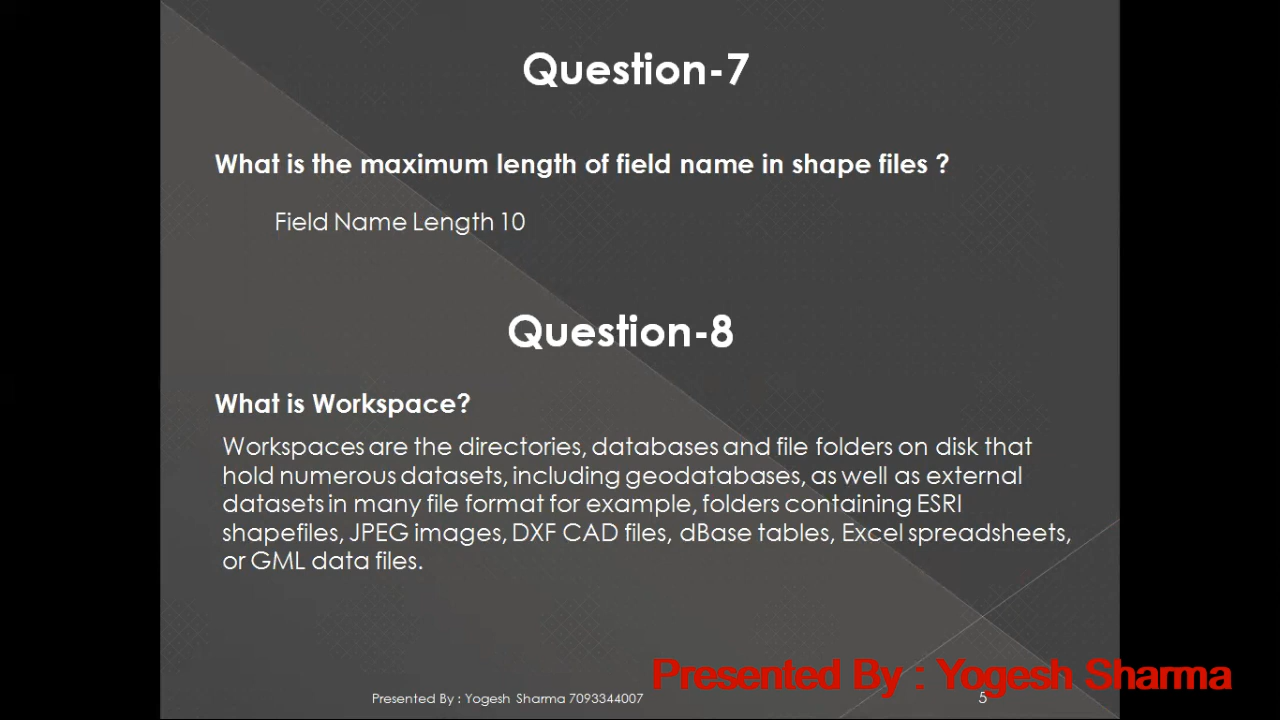 Question-7
What is the maximum length of field name in shape files ?
Field Name Length 10
Question-8
What is Workspace?
Workspaces are the directories, databases and file folders on disk that
hold numerous datasets, including geodatabases, as well as external
datasets in many file format for example, folders containing ESRI
shapefiles, JPEG images, DXF CAD files, dBase tables, Excel spreadsheets,
or GML data files.
Presented By : Yogesh Sharma
Presented By : Yogesh Sharma 7093344007
5